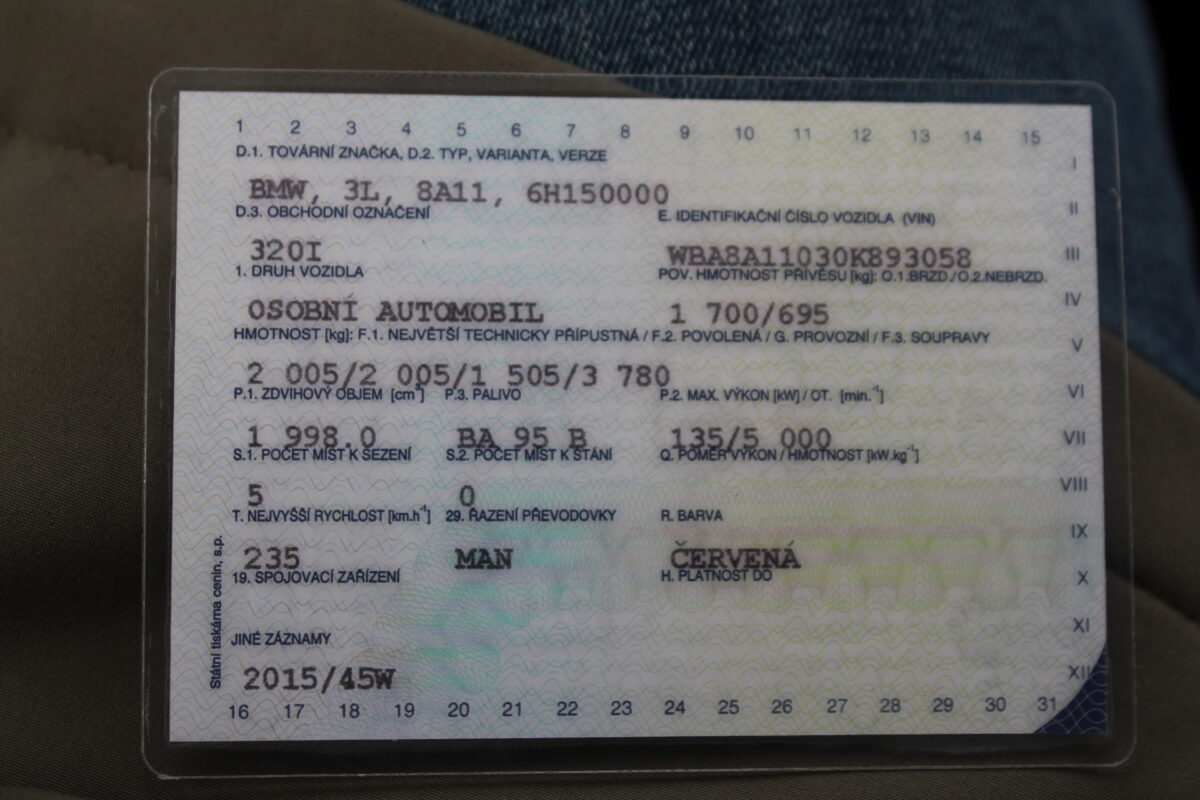 1 2 3 4 5 6 7 8 9 10 11 12 13 14 15
D.1. TOVÁRNÍ ZNAČKA, D.2. TYP, VARIANTA, VERZE
I
BMW, 3L, 8A11, 6H150000
D.3. OBCHODNÍ OZNAČENÍ E. IDENTIFIKAČNÍ ČÍSLO VOZIDLA (VIN)
II
320I WBA8A11030K893058
III
1. DRUH VOZIDLA POV. HMOTNOST PŘÍVĚSU [kg]: O.1.BRZD./O.2.NEBRZD.
IV
OSOBNÍ AUTOMOBIL 1 700/695
HMOTNOST [kg]: F.1. NEJVĚTŠÍ TECHNICKY PŘÍPUSTNÁ / F.2. POVOLENÁ / G. PROVOZNÍ / F.3. SOUPRAVY
V
2 005/2 005/1 505/3 780
P.1. ZDVIHOVÝ OBJEM [cm³] P.3. PALIVO P.2. MAX. VÝKON [kW] / OT. [min.⁻¹]
VI
1 998.0 BA 95 B 135/5 000
VII
S.1. POČET MÍST K SEZENÍ S.2. POČET MÍST K STÁNÍ Q. POMĚR VÝKON / HMOTNOST [kW.kg⁻¹]
VIII
5 0
T. NEJVYŠŠÍ RYCHLOST [km.h⁻¹] 29. ŘAZENÍ PŘEVODOVKY R. BARVA
IX
235 MAN ČERVENÁ
19. SPOJOVACÍ ZAŘÍZENÍ H. PLATNOST DO
X
XI
JINÉ ZÁZNAMY
XII
2015/45W
16 17 18 19 20 21 22 23 24 25 26 27 28 29 30 31
Státní tiskárna cenin, s.p.